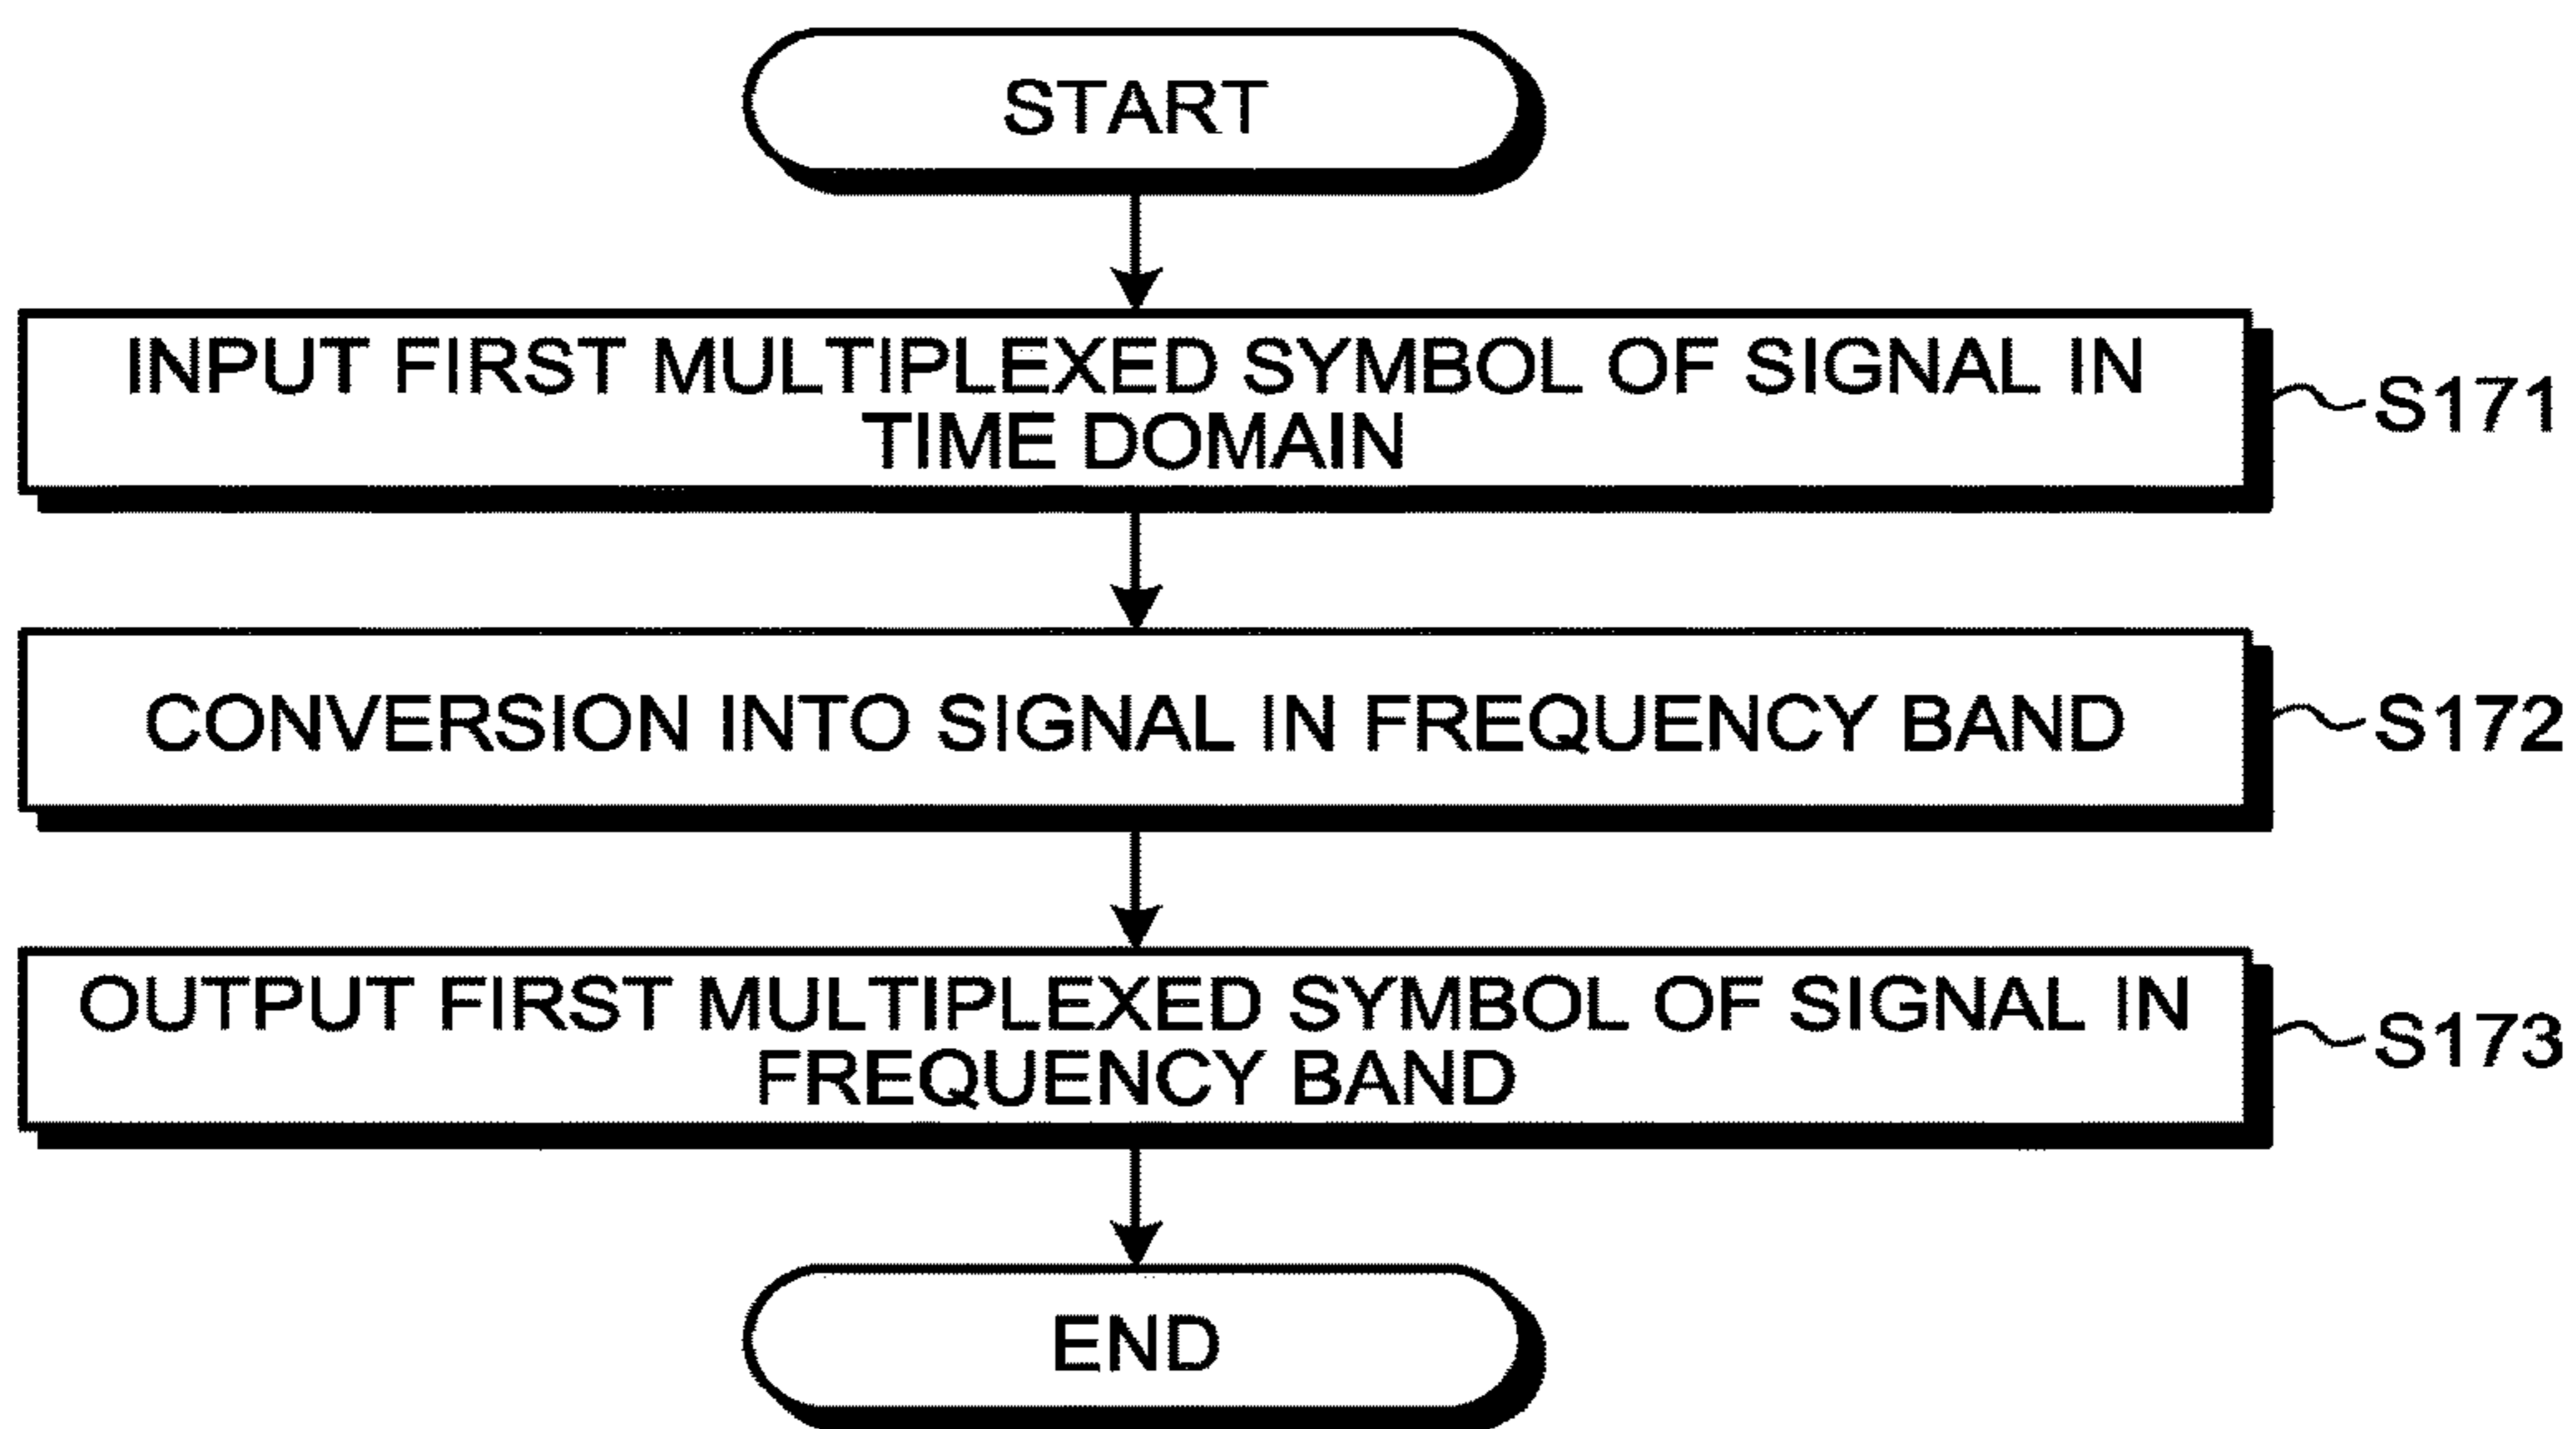 START
INPUT FIRST MULTIPLEXED SYMBOL OF SIGNAL IN
TIME DOMAIN
S171
CONVERSION INTO SIGNAL IN FREQUENCY BAND
S172
OUTPUT FIRST MULTIPLEXED SYMBOL OF SIGNAL IN
FREQUENCY BAND
S173
END